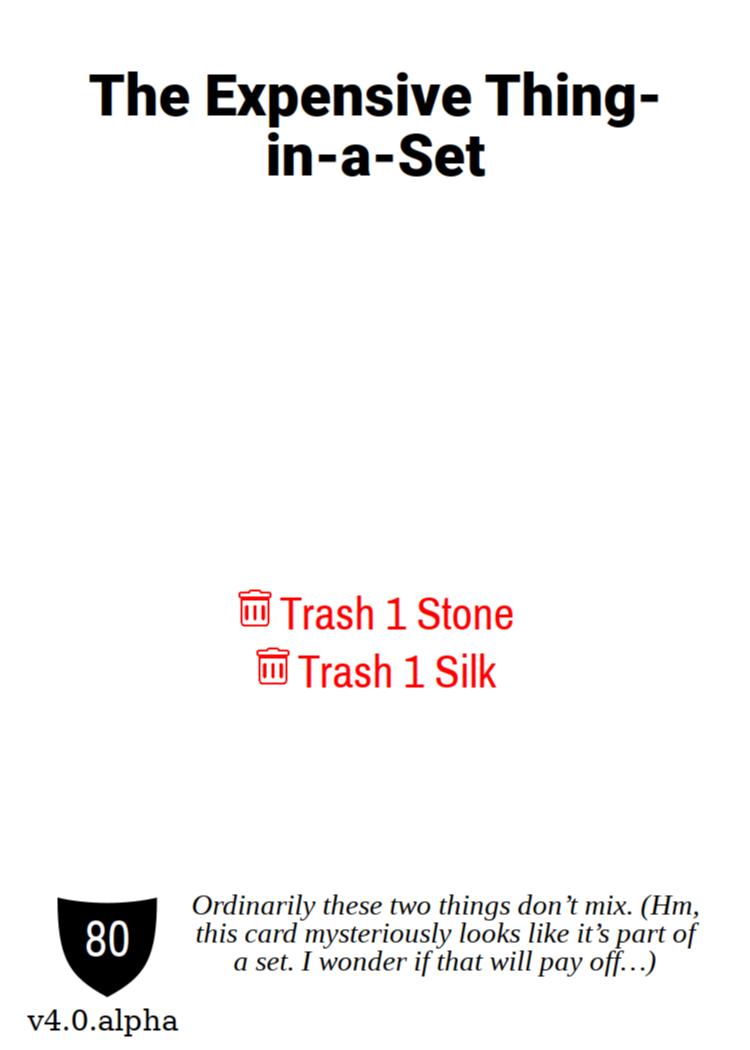 The Expensive Thing-
in-a-Set
Trash 1 Stone
Trash 1 Silk
80
Ordinarily these two things don’t mix. (Hm,
this card mysteriously looks like it’s part of
a set. I wonder if that will pay off…)
v4.0.alpha